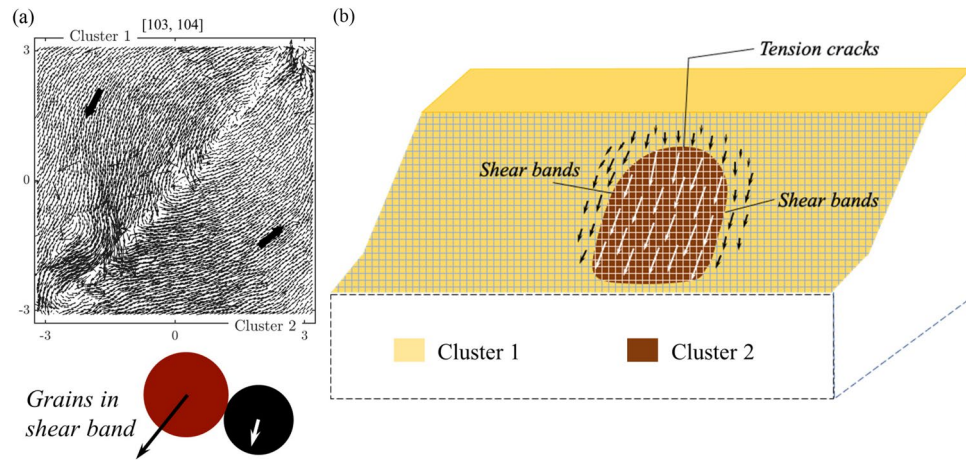 (a)
[103, 104]
Cluster 1
3
0
-3
Cluster 2
-3
0
3
Grains in
shear band
(b)
Tension cracks
Shear bands
Shear bands
Cluster 1
Cluster 2